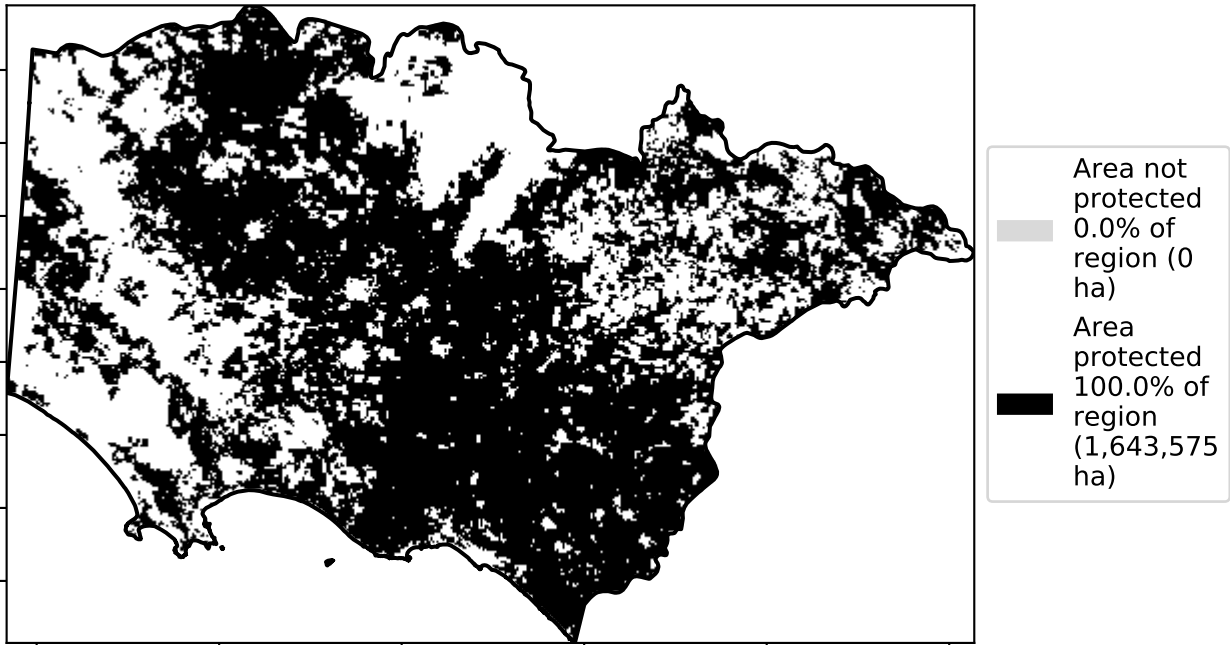 Area not
protected
0.0% of
region (0
ha)
Area
protected
100.0% of
region
(1,643,575
ha)